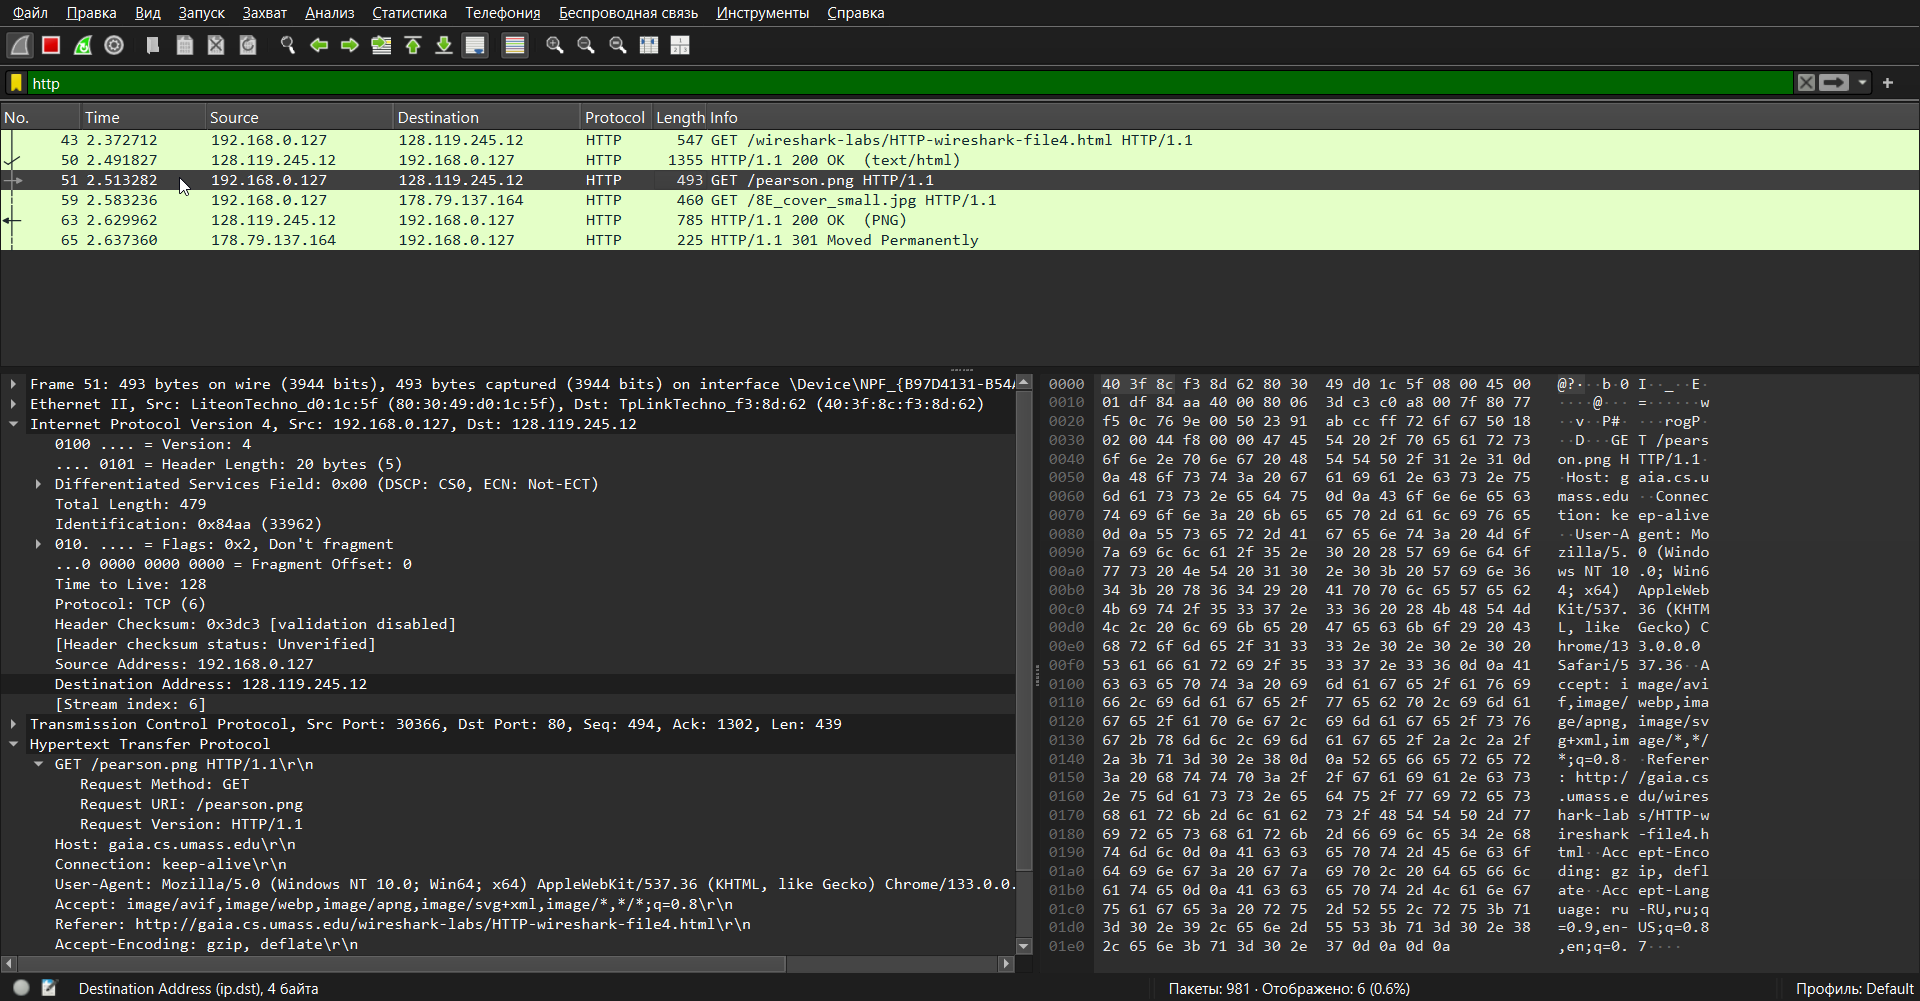 Файл Правка Вид Запуск Захват Анализ Статистика Телефония Беспроводная связь Инструменты Справка
http
No. Time Source Destination Protocol Length Info
43 2.372712 192.168.0.127 128.119.245.12 HTTP 547 GET /wireshark-labs/HTTP-wireshark-file4.html HTTP/1.1
50 2.491827 128.119.245.12 192.168.0.127 HTTP 1355 HTTP/1.1 200 OK  (text/html)
51 2.513282 192.168.0.127 128.119.245.12 HTTP 493 GET /pearson.png HTTP/1.1
59 2.583236 192.168.0.127 178.79.137.164 HTTP 460 GET /8E_cover_small.jpg HTTP/1.1
63 2.629962 128.119.245.12 192.168.0.127 HTTP 785 HTTP/1.1 200 OK  (PNG)
65 2.637360 178.79.137.164 192.168.0.127 HTTP 225 HTTP/1.1 301 Moved Permanently
Frame 51: 493 bytes on wire (3944 bits), 493 bytes captured (3944 bits) on interface \Device\NPF_{B97D4131-B54
Ethernet II, Src: LiteonTechno_d0:1c:5f (80:30:49:d0:1c:5f), Dst: TpLinkTechno_f3:8d:62 (40:3f:8c:f3:8d:62)
Internet Protocol Version 4, Src: 192.168.0.127, Dst: 128.119.245.12
0100 .... = Version: 4
.... 0101 = Header Length: 20 bytes (5)
Differentiated Services Field: 0x00 (DSCP: CS0, ECN: Not-ECT)
Total Length: 479
Identification: 0x84aa (33962)
010. .... = Flags: 0x2, Don't fragment
...0 0000 0000 0000 = Fragment Offset: 0
Time to Live: 128
Protocol: TCP (6)
Header Checksum: 0x3dc3 [validation disabled]
[Header checksum status: Unverified]
Source Address: 192.168.0.127
Destination Address: 128.119.245.12
[Stream index: 6]
Transmission Control Protocol, Src Port: 30366, Dst Port: 80, Seq: 494, Ack: 1302, Len: 439
Hypertext Transfer Protocol
GET /pearson.png HTTP/1.1\r\n
Request Method: GET
Request URI: /pearson.png
Request Version: HTTP/1.1
Host: gaia.cs.umass.edu\r\n
Connection: keep-alive\r\n
User-Agent: Mozilla/5.0 (Windows NT 10.0; Win64; x64) AppleWebKit/537.36 (KHTML, like Gecko) Chrome/133.0.0.
Accept: image/avif,image/webp,image/apng,image/svg+xml,image/*,*/*;q=0.8\r\n
Referer: http://gaia.cs.umass.edu/wireshark-labs/HTTP-wireshark-file4.html\r\n
Accept-Encoding: gzip, deflate\r\n
0000 40 3f 8c f3 8d 62 80 30 49 d0 1c 5f 08 00 45 00 @?···b·0 I··_··E·
0010 01 df 84 aa 40 00 80 06 3d c3 c0 a8 00 7f 80 77 ····@··· =······w
0020 f5 0c 76 9e 00 50 23 91 ab cc ff 72 6f 67 50 18 ··v··P#· ···rogP·
0030 02 00 44 f8 00 00 47 45 54 20 2f 70 65 61 72 73 ··D···GE T /pears
0040 6f 6e 2e 70 6e 67 20 48 54 54 50 2f 31 2e 31 0d on.png H TTP/1.1·
0050 0a 48 6f 73 74 3a 20 67 61 69 61 2e 63 73 2e 75 ·Host: g aia.cs.u
0060 6d 61 73 73 2e 65 64 75 0d 0a 43 6f 6e 6e 65 63 mass.edu ··Connec
0070 74 69 6f 6e 3a 20 6b 65 65 70 2d 61 6c 69 76 65 tion: ke ep-alive
0080 0d 0a 55 73 65 72 2d 41 67 65 6e 74 3a 20 4d 6f ··User-A gent: Mo
0090 7a 69 6c 6c 61 2f 35 2e 30 20 28 57 69 6e 64 6f zilla/5. 0 (Windo
00a0 77 73 20 4e 54 20 31 30 2e 30 3b 20 57 69 6e 36 ws NT 10 .0; Win6
00b0 34 3b 20 78 36 34 29 20 41 70 70 6c 65 57 65 62 4; x64)  AppleWeb
00c0 4b 69 74 2f 35 33 37 2e 33 36 20 28 4b 48 54 4d Kit/537. 36 (KHTM
00d0 4c 2c 20 6c 69 6b 65 20 47 65 63 6b 6f 29 20 43 L, like  Gecko) C
00e0 68 72 6f 6d 65 2f 31 33 33 2e 30 2e 30 2e 30 20 hrome/13 3.0.0.0
00f0 53 61 66 61 72 69 2f 35 33 37 2e 33 36 0d 0a 41 Safari/5 37.36··A
0100 63 63 65 70 74 3a 20 69 6d 61 67 65 2f 61 76 69 ccept: i mage/avi
0110 66 2c 69 6d 61 67 65 2f 77 65 62 70 2c 69 6d 61 f,image/ webp,ima
0120 67 65 2f 61 70 6e 67 2c 69 6d 61 67 65 2f 73 76 ge/apng, image/sv
0130 67 2b 78 6d 6c 2c 69 6d 61 67 65 2f 2a 2c 2a 2f g+xml,im age/*,*/
0140 2a 3b 71 3d 30 2e 38 0d 0a 52 65 66 65 72 65 72 *;q=0.8· ·Referer
0150 3a 20 68 74 74 70 3a 2f 2f 67 61 69 61 2e 63 73 : http:/ /gaia.cs
0160 2e 75 6d 61 73 73 2e 65 64 75 2f 77 69 72 65 73 .umass.e du/wires
0170 68 61 72 6b 2d 6c 61 62 73 2f 48 54 54 50 2d 77 hark-lab s/HTTP-w
0180 69 72 65 73 68 61 72 6b 2d 66 69 6c 65 34 2e 68 ireshark -file4.h
0190 74 6d 6c 0d 0a 41 63 63 65 70 74 2d 45 6e 63 6f tml··Acc ept-Enco
01a0 64 69 6e 67 3a 20 67 7a 69 70 2c 20 64 65 66 6c ding: gz ip, defl
01b0 61 74 65 0d 0a 41 63 63 65 70 74 2d 4c 61 6e 67 ate··Acc ept-Lang
01c0 75 61 67 65 3a 20 72 75 2d 52 55 2c 72 75 3b 71 uage: ru -RU,ru;q
01d0 3d 30 2e 39 2c 65 6e 2d 55 53 3b 71 3d 30 2e 38 =0.9,en- US;q=0.8
01e0 2c 65 6e 3b 71 3d 30 2e 37 0d 0a 0d 0a ,en;q=0. 7····
Destination Address (ip.dst), 4 байта Пакеты: 981 · Отображено: 6 (0.6%) Профиль: Default